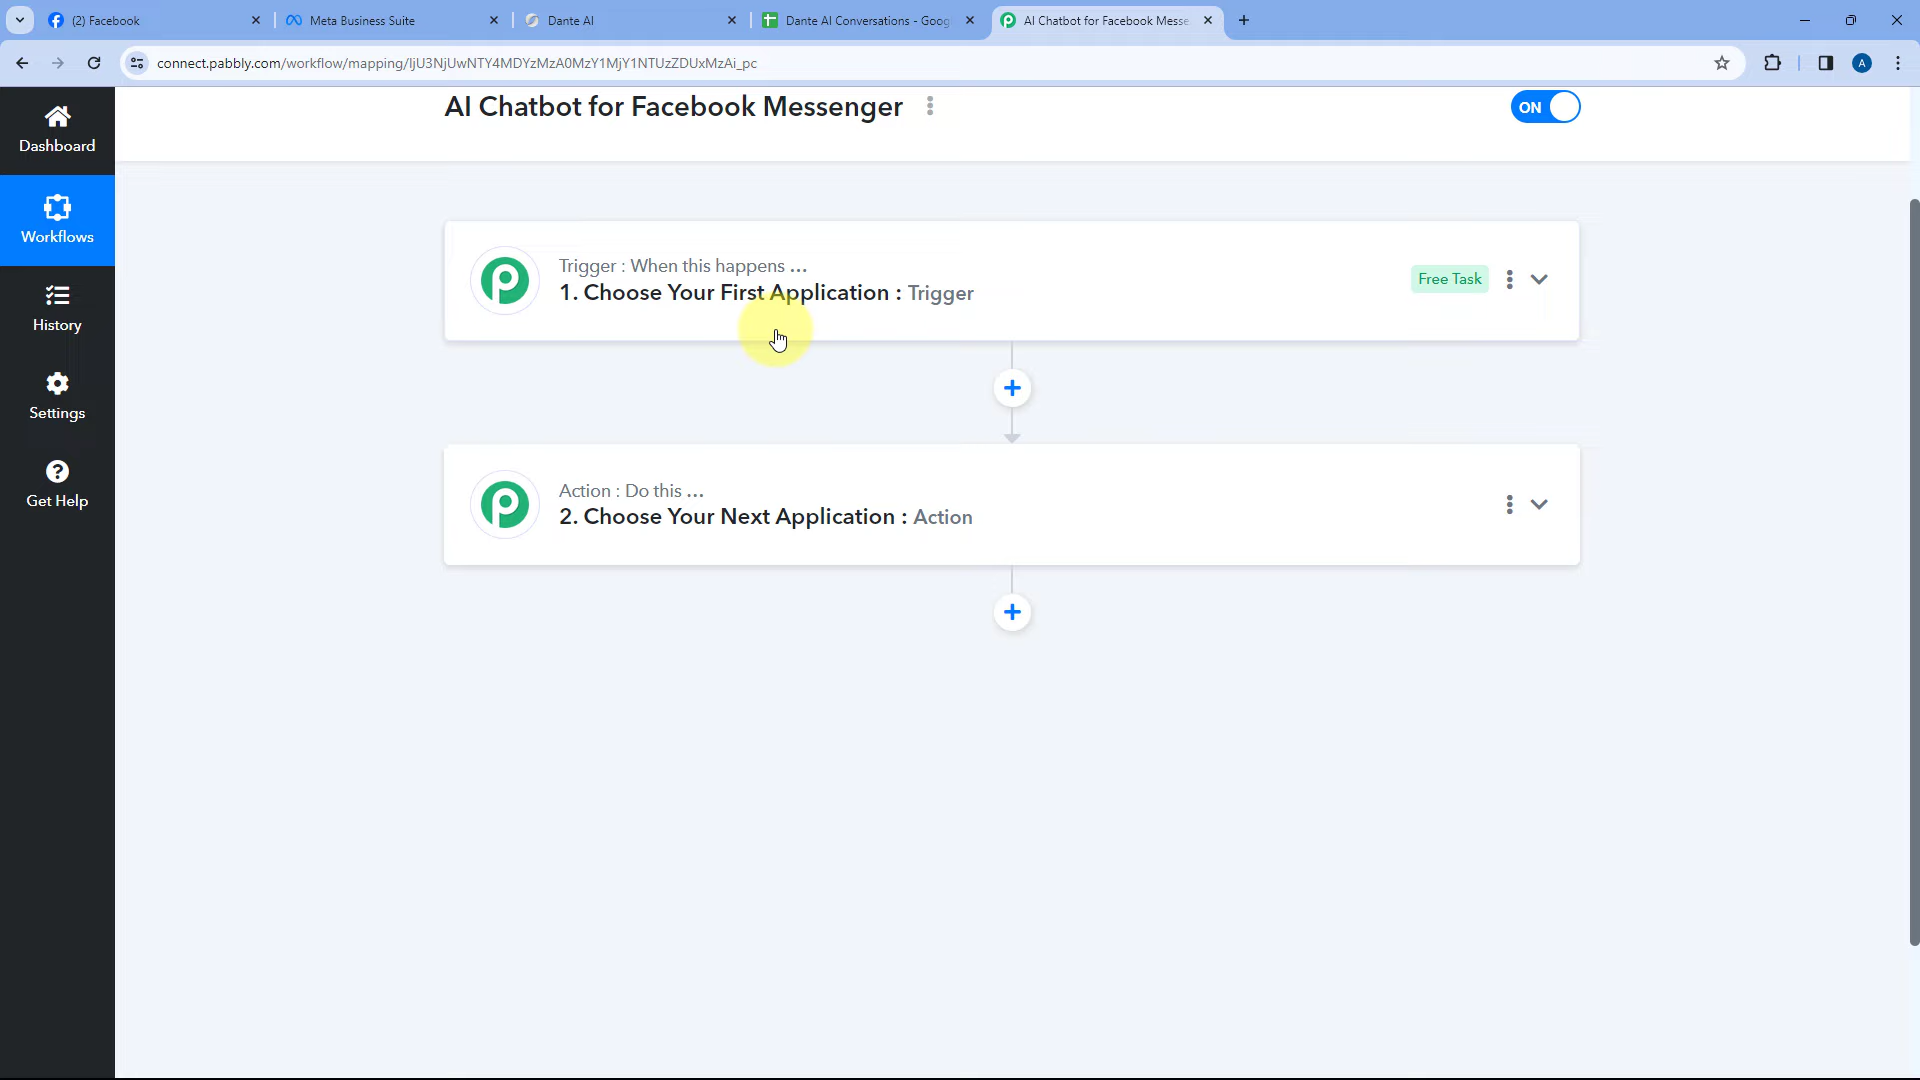 (2) Facebook
Meta Business Suite
Dante AI
Dante AI Conversations - Goog
AI Chatbot for Facebook Messe
connect.pabbly.com/workflow/mapping/IjU3NjUwNTY4MDYzMzA0MzY1MjY1NTUzZDUxMzAi_pc
A
Dashboard
Workflows
History
Settings
Get Help
AI Chatbot for Facebook Messenger
ON
Trigger : When this happens ...
1. Choose Your First Application : Trigger
Free Task
Action : Do this ...
2. Choose Your Next Application : Action